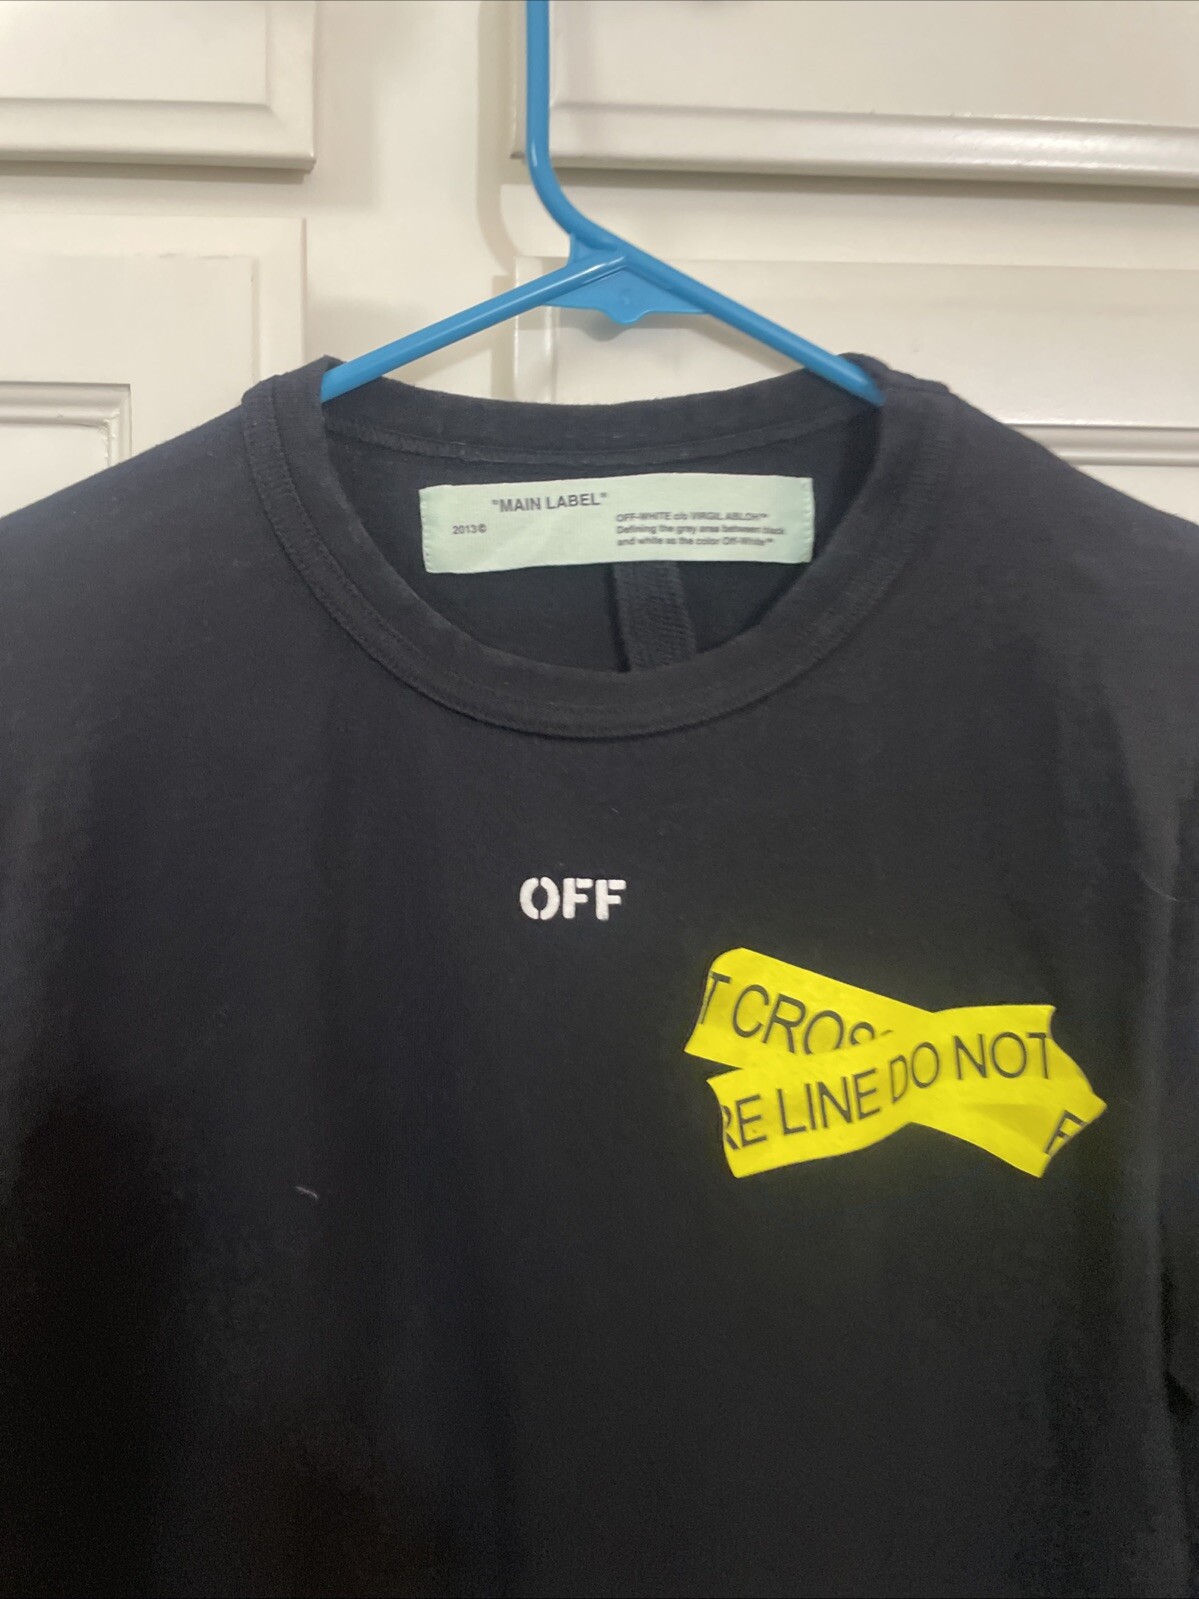 "MAIN LABEL"
2013©
OFF-WHITE c/o VIRGIL ABLOH™
Defining the grey area between black
and white as the color Off-White™
OFF
T CROSS
RE LINE DO NOT
F